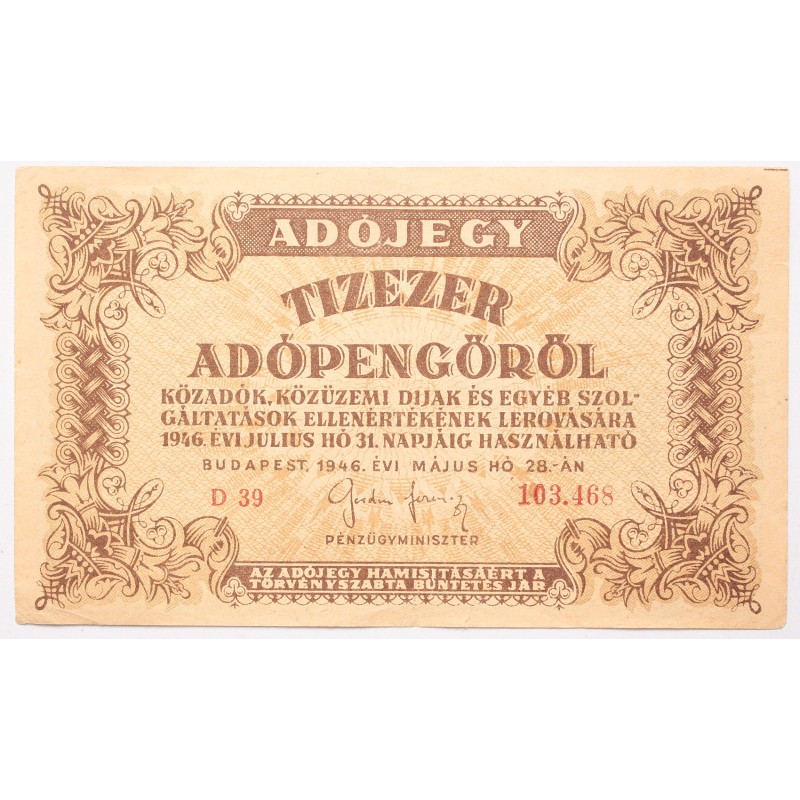 ADÓJEGY
TIZEZER
ADÓPENGŐRŐL
KÖZADÓK, KÖZÜZEMI DIJAK ÉS EGYÉB SZOL-
GÁLTATÁSOK ELLENÉRTÉKÉNEK LEROVÁSÁRA
1946. ÉVI JULIUS HÓ 31. NAPJÁIG HASZNÁLHATÓ
BUDAPEST, 1946. ÉVI MÁJUS HÓ 28.-ÁN
D 39 103.468
PÉNZÜGYMINISZTER
AZ ADÓJEGY HAMISITÁSÁÉRT A
TÖRVÉNYSZABTA BÜNTETÉS JÁR